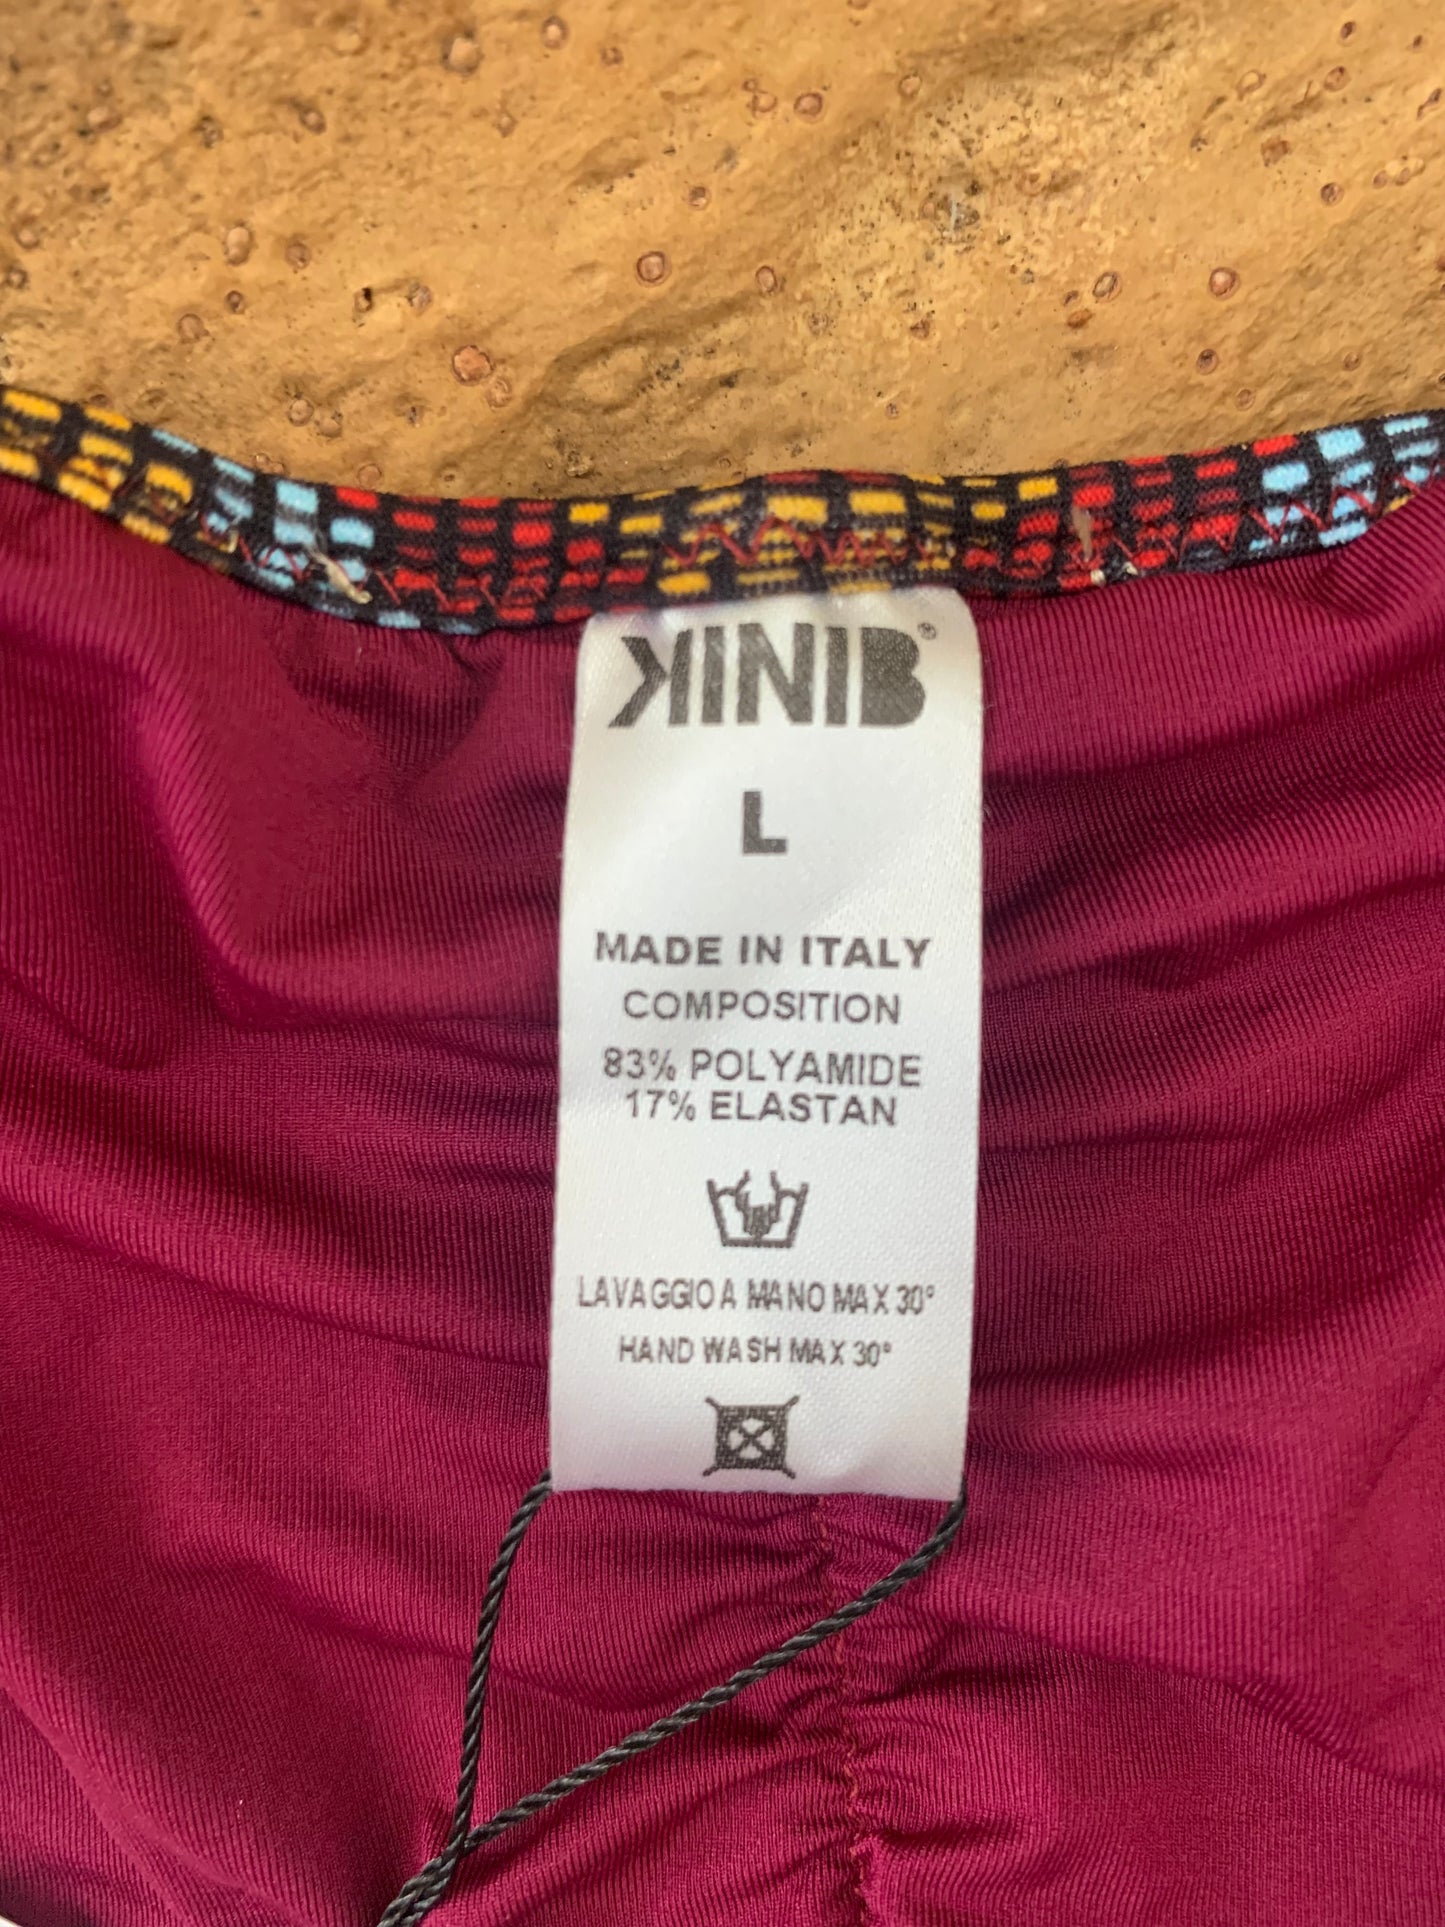 KINIB®
L
MADE IN ITALY
COMPOSITION
83% POLYAMIDE
17% ELASTAN
LAVAGGIO A MANO MAX 30°
HAND WASH MAX 30°